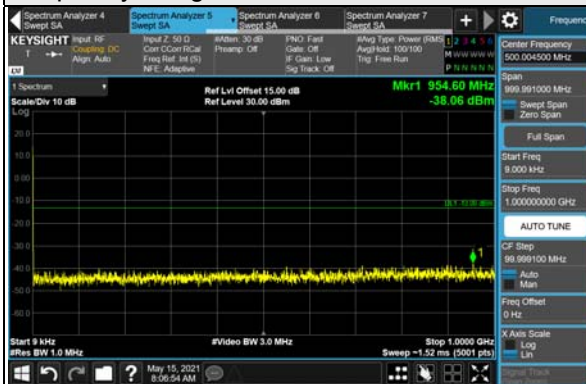 Spectrum Analyzer 4
Swept SA
Spectrum Analyzer 5
Swept SA
Spectrum Analyzer 6
Swept SA
Spectrum Analyzer 7
Swept SA
+
Frequency
KEYSIGHT
Input: RF
Coupling: DC
Align: Auto
Input Z: 50 Ω
Corr CCorr RCal
Freq Ref: Int (S)
NFE: Adaptive
#Atten: 30 dB
Preamp: Off
PNO: Fast
Gate: Off
IF Gain: Low
Sig Track: Off
#Avg Type: Power (RMS
Avg|Hold: 100/100
Trig: Free Run
1 2 3 4 5 6
M W W W W W
P N N N N N
1 Spectrum
Scale/Div 10 dB
Log
Ref Lvl Offset 15.00 dB
Ref Level 30.00 dBm
Mkr1 954.60 MHz
-38.06 dBm
20.0
10.0
0.00
-10.0
-20.0
-30.0
-40.0
-50.0
-60.0
1
Start 9 kHz
#Res BW 1.0 MHz
#Video BW 3.0 MHz
Stop 1.0000 GHz
Sweep ~1.52 ms (5001 pts)
Center Frequency
500.004500 MHz
Span
999.991000 MHz
Swept Span
Zero Span
Full Span
Start Freq
9.000 kHz
Stop Freq
1.000000000 GHz
AUTO TUNE
CF Step
99.999100 MHz
Auto
Man
Freq Offset
0 Hz
X Axis Scale
Log
Lin
Signal Track
May 15, 2021
8:06:54 AM